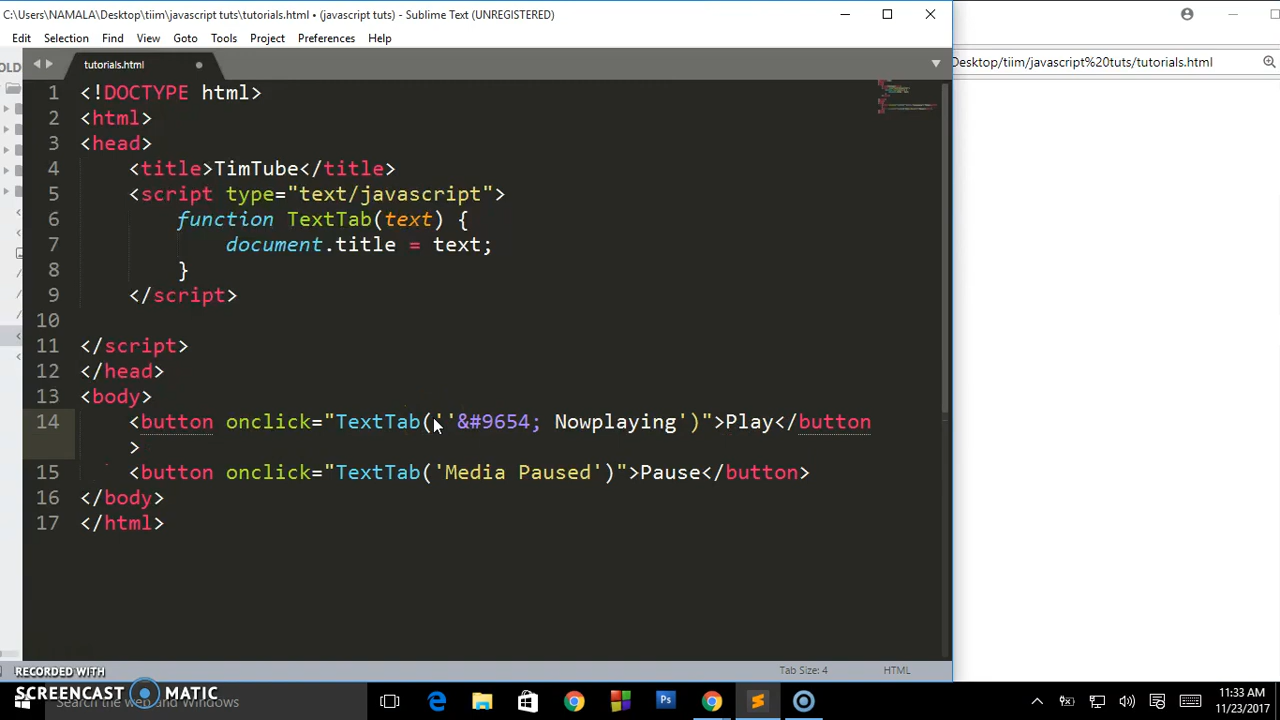 C:\Users\NAMALA\Desktop\tiim\javascript tuts\tutorials.html • (javascript tuts) - Sublime Text (UNREGISTERED)
Edit Selection Find View Goto Tools Project Preferences Help
OLD
tutorials.html
Desktop/tiim/javascript%20tuts/tutorials.html
1 <!DOCTYPE html>
2 <html>
3 <head>
4 <title>TimTube</title>
5 <script type="text/javascript">
6 function TextTab(text) {
7 document.title = text;
8 }
9 </script>
10
11 </script>
12 </head>
13 <body>
14 <button onclick="TextTab(''&#9654; Nowplaying')">Play</button
>
15 <button onclick="TextTab('Media Paused')">Pause</button>
16 </body>
17 </html>
Tab Size: 4 HTML
RECORDED WITH
SCREENCAST MATIC
Search the web and Windows
Ps
11:33 AM
11/23/2017